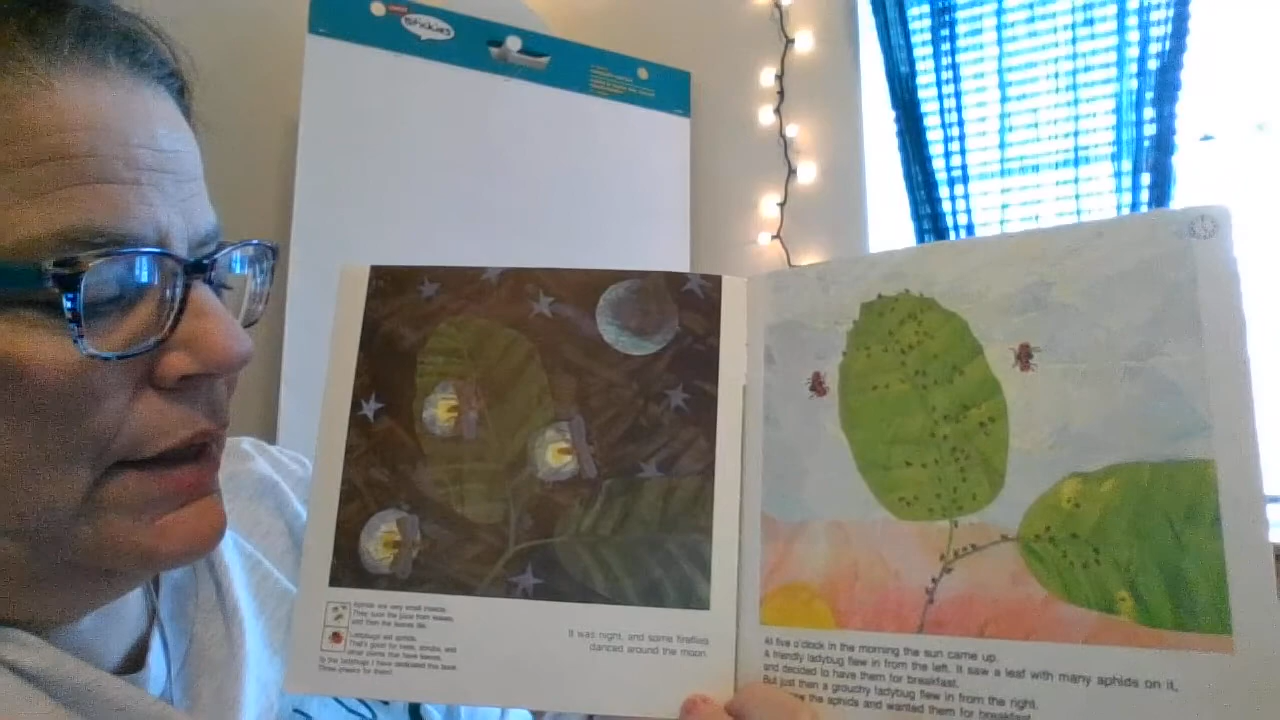 stickies
Aphids are very small insects.
They suck the juice from leaves,
and then the leaves die.
Ladybugs eat aphids.
That's good for trees, shrubs, and
other plants that have leaves.
To the ladybugs I have dedicated this book.
Three cheers for them!
It was night, and some fireflies
danced around the moon.
At five o'clock in the morning the sun came up.
A friendly ladybug flew in from the left. It saw a leaf with many aphids on it,
and decided to have them for breakfast.
But just then a grouchy ladybug flew in from the right.
the aphids and wanted them for breakfast